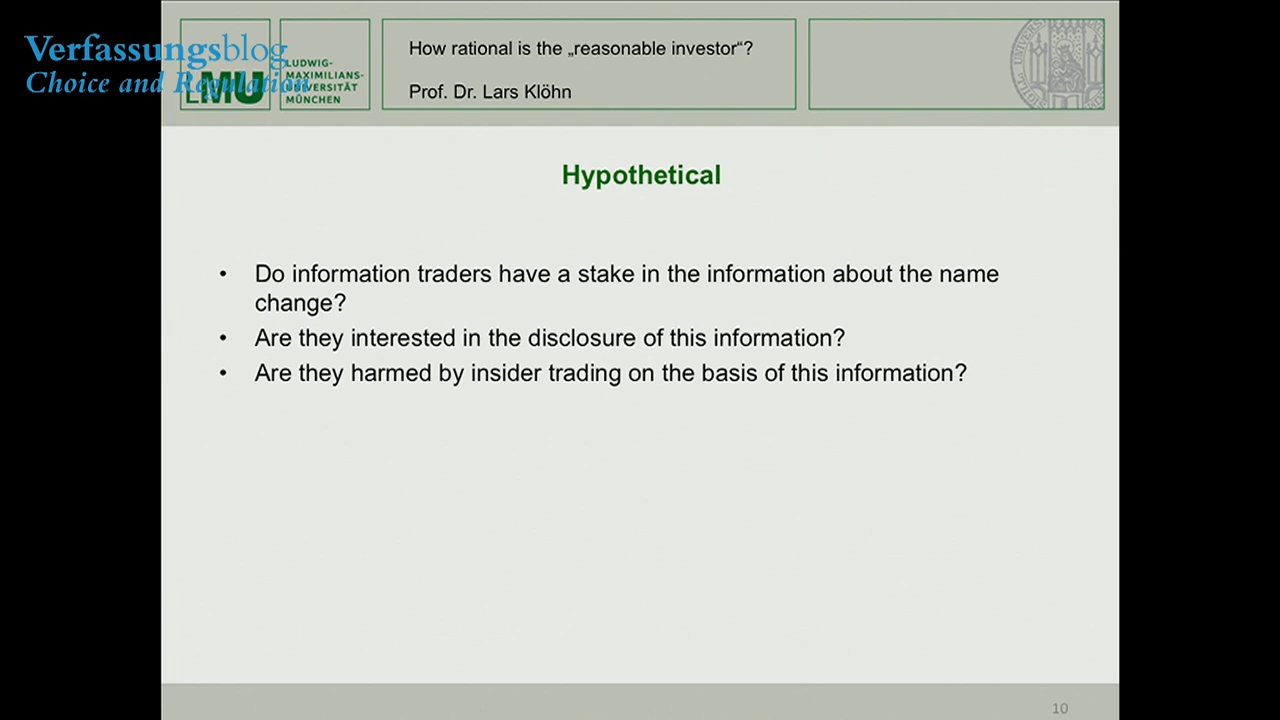 Verfassungsblog
Choice and Regulation
LMU
LUDWIG-
MAXIMILIANS-
UNIVERSITÄT
MÜNCHEN
How rational is the „reasonable investor“?
Prof. Dr. Lars Klöhn
Hypothetical
• Do information traders have a stake in the information about the name
change?
• Are they interested in the disclosure of this information?
• Are they harmed by insider trading on the basis of this information?
10